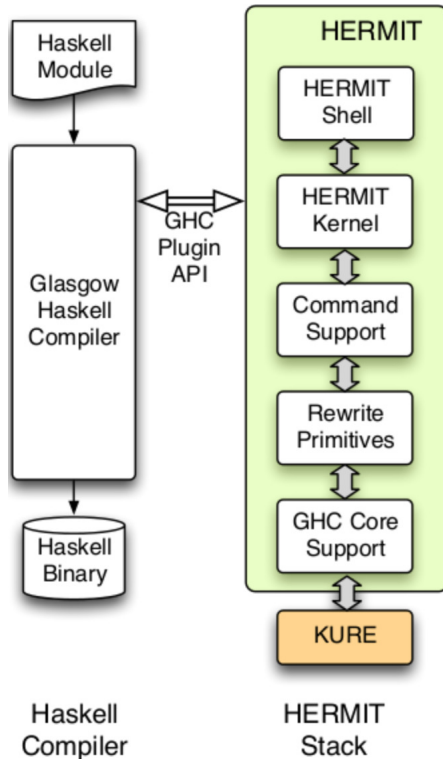 Haskell
Module
Glasgow
Haskell
Compiler
Haskell
Binary
GHC
Plugin
API
HERMIT
HERMIT
Shell
HERMIT
Kernel
Command
Support
Rewrite
Primitives
GHC Core
Support
KURE
Haskell
Compiler
HERMIT
Stack